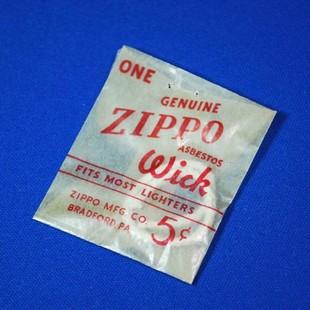 ONE
GENUINE
ZIPPO
ASBESTOS
Wick
FITS MOST LIGHTERS
ZIPPO MFG. CO.
BRADFORD, PA.
5¢